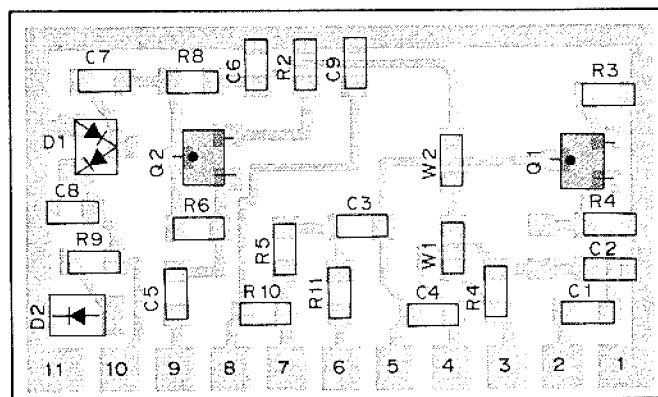 C7 R8 C6 R2 C9 R3
D1 Q2 W2 Q1
C8 R6 C3 R4
R9 R5 W1 C2
D2 C5 R10 R11 C4 R4 C1
11 10 9 8 7 6 5 4 3 2 1